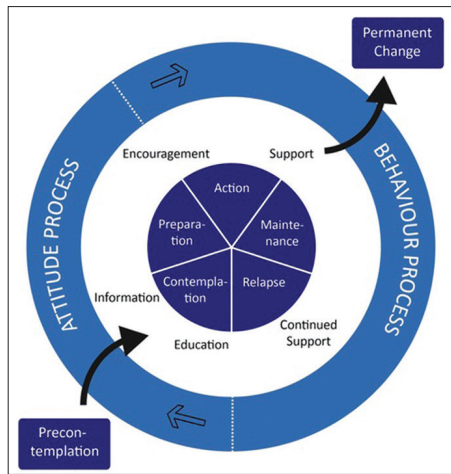 Permanent
Change
Encouragement
Support
Action
Prepara-
tion
Mainte-
nance
ATTITUDE PROCESS
BEHAVIOUR PROCESS
Contempla-
tion
Relapse
Information
Education
Continued
Support
Precon-
templation